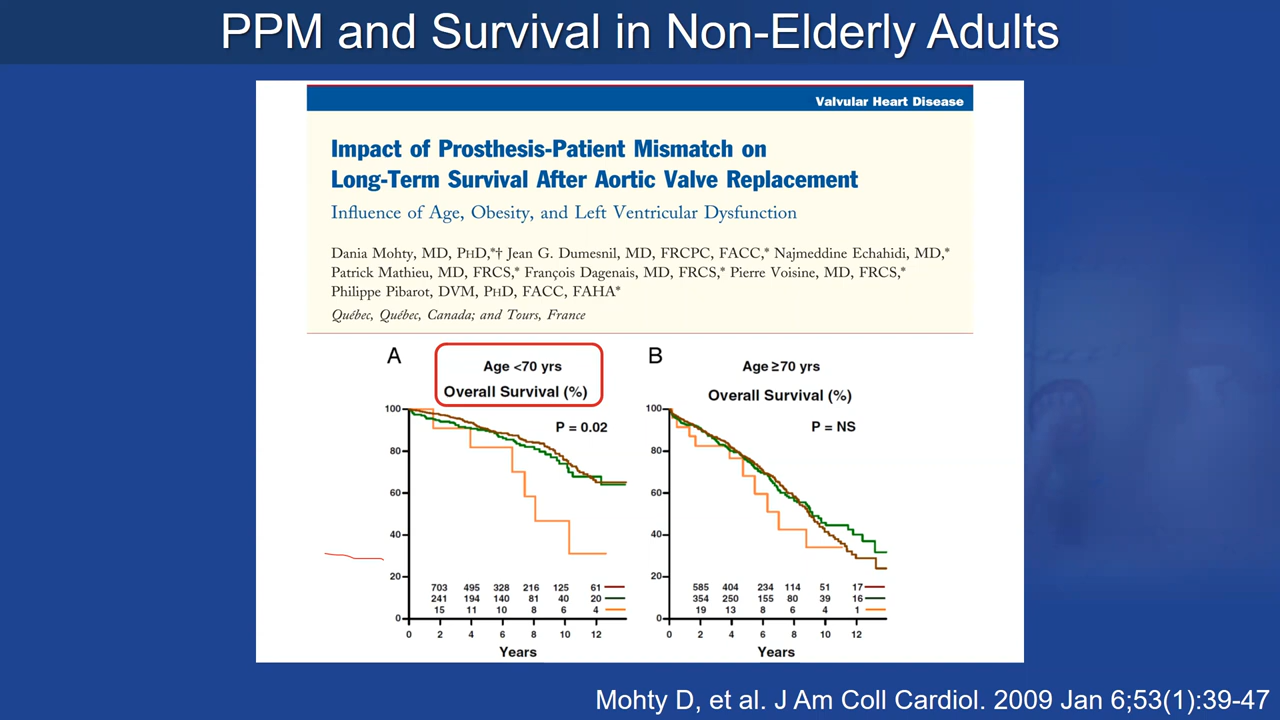 PPM and Survival in Non-Elderly Adults
Valvular Heart Disease
Impact of Prosthesis-Patient Mismatch on
Long-Term Survival After Aortic Valve Replacement
Influence of Age, Obesity, and Left Ventricular Dysfunction
Dania Mohty, MD, PHD,*† Jean G. Dumesnil, MD, FRCPC, FACC,* Najmeddine Echahidi, MD,*
Patrick Mathieu, MD, FRCS,* François Dagenais, MD, FRCS,* Pierre Voisine, MD, FRCS,*
Philippe Pibarot, DVM, PHD, FACC, FAHA*
Québec, Québec, Canada; and Tours, France
A
Age <70 yrs
Overall Survival (%)
P = 0.02
100
80
60
40
20
0
703 495 328 216 125 61
241 194 140 81 40 20
15 11 10 8 6 4
0 2 4 6 8 10 12
Years
B
Age ≥70 yrs
Overall Survival (%)
P = NS
100
80
60
40
20
0
585 404 234 114 51 17
354 250 155 80 39 16
19 13 8 6 4 1
0 2 4 6 8 10 12
Years
Mohty D, et al. J Am Coll Cardiol. 2009 Jan 6;53(1):39-47